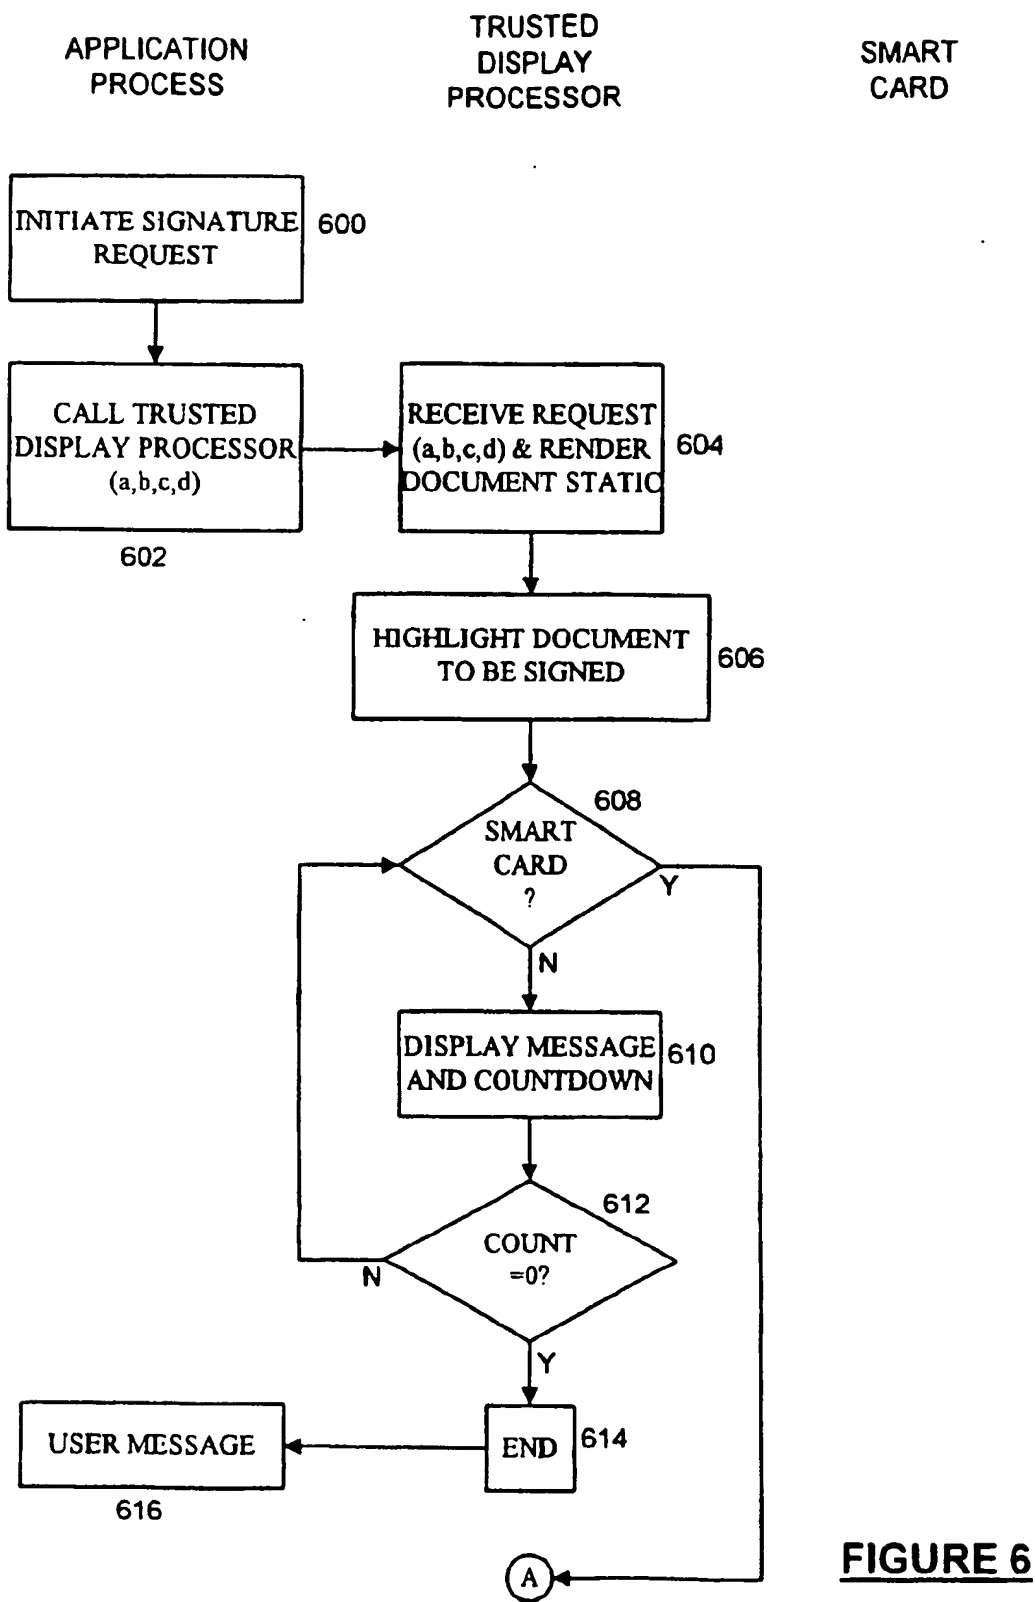 APPLICATION
PROCESS
TRUSTED
DISPLAY
PROCESSOR
SMART
CARD
INITIATE SIGNATURE
REQUEST
600
CALL TRUSTED
DISPLAY PROCESSOR
(a,b,c,d)
602
RECEIVE REQUEST
(a,b,c,d) & RENDER
DOCUMENT STATIC
604
HIGHLIGHT DOCUMENT
TO BE SIGNED
606
608
SMART
CARD
?
Y
N
DISPLAY MESSAGE
AND COUNTDOWN
610
612
COUNT
=0?
N
Y
USER MESSAGE
616
END
614
A
FIGURE 6